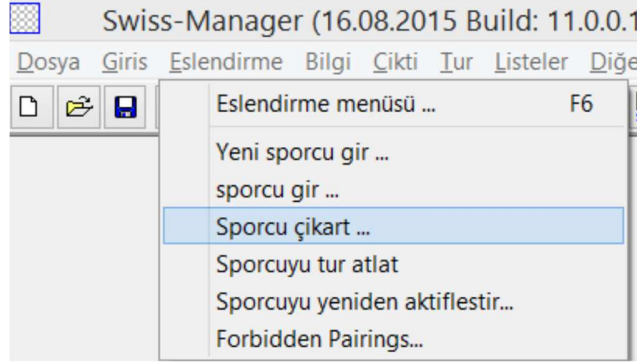 Swiss-Manager (16.08.2015 Build: 11.0.0.1
Dosya Giris Eslendirme Bilgi Çikti Tur Listeler Diğe
Eslendirme menüsü ... F6
Yeni sporcu gir ...
sporcu gir ...
Sporcu çikart ...
Sporcuyu tur atlat
Sporcuyu yeniden aktiflestir...
Forbidden Pairings...